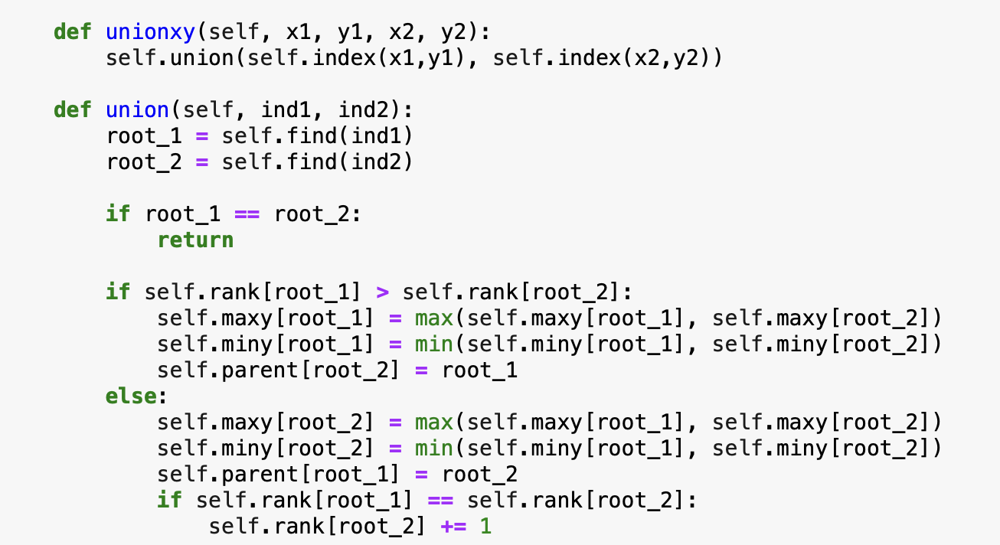 def unionxy(self, x1, y1, x2, y2):
    self.union(self.index(x1,y1), self.index(x2,y2))

def union(self, ind1, ind2):
    root_1 = self.find(ind1)
    root_2 = self.find(ind2)

    if root_1 == root_2:
        return

    if self.rank[root_1] > self.rank[root_2]:
        self.maxy[root_1] = max(self.maxy[root_1], self.maxy[root_2])
        self.miny[root_1] = min(self.miny[root_1], self.miny[root_2])
        self.parent[root_2] = root_1
    else:
        self.maxy[root_2] = max(self.maxy[root_1], self.maxy[root_2])
        self.miny[root_2] = min(self.miny[root_1], self.miny[root_2])
        self.parent[root_1] = root_2
        if self.rank[root_1] == self.rank[root_2]:
            self.rank[root_2] += 1